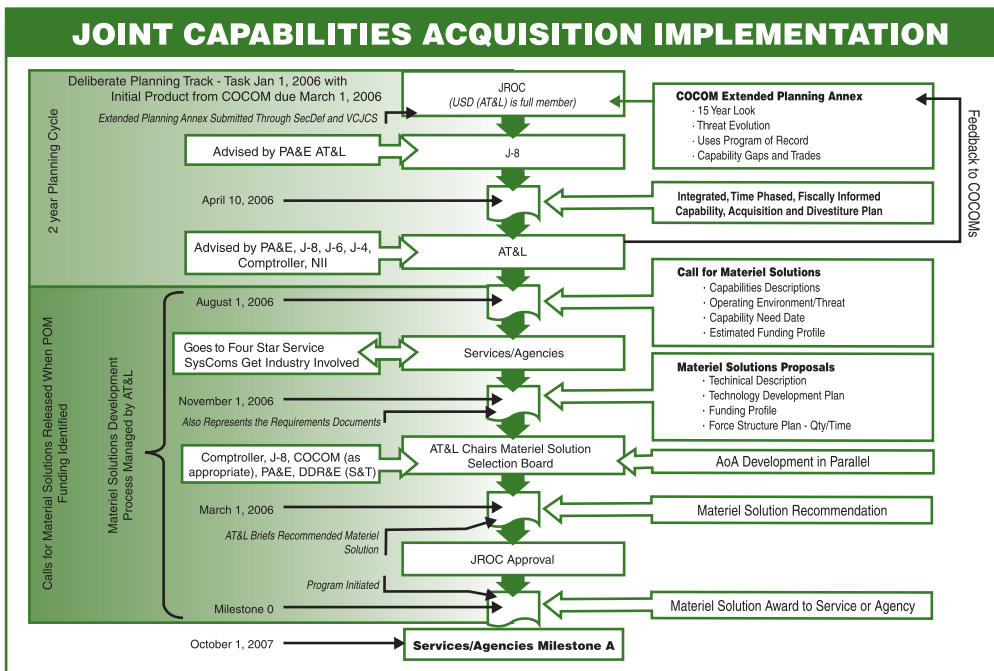 JOINT CAPABILITIES ACQUISITION IMPLEMENTATION
Deliberate Planning Track - Task Jan 1, 2006 with
Initial Product from COCOM due March 1, 2006
Extended Planning Annex Submitted Through SecDef and VCJCS
JROC
(USD (AT&L) is full member)
COCOM Extended Planning Annex
· 15 Year Look
· Threat Evolution
· Uses Program of Record
· Capability Gaps and Trades
Feedback to COCOMs
2 year Planning Cycle
Advised by PA&E AT&L
J-8
April 10, 2006
Integrated, Time Phased, Fiscally Informed
Capability, Acquisition and Divestiture Plan
Advised by PA&E, J-8, J-6, J-4,
Comptroller, NII
AT&L
Calls for Material Solutions Released When POM
Funding Identified
Materiel Solutions Development
Process Managed by AT&L
August 1, 2006
Call for Materiel Solutions
· Capabilities Descriptions
· Operating Environment/Threat
· Capability Need Date
· Estimated Funding Profile
Goes to Four Star Service
SysComs Get Industry Involved
Services/Agencies
Materiel Solutions Proposals
· Techinical Description
· Technology Development Plan
· Funding Profile
· Force Structure Plan - Qty/Time
November 1, 2006
Also Represents the Requirements Documents
Comptroller, J-8, COCOM (as
appropriate), PA&E, DDR&E (S&T)
AT&L Chairs Materiel Solution
Selection Board
AoA Development in Parallel
March 1, 2006
Materiel Solution Recommendation
AT&L Briefs Recommended Materiel
Solution
JROC Approval
Program Initiated
Milestone 0
Materiel Solution Award to Service or Agency
October 1, 2007
Services/Agencies Milestone A